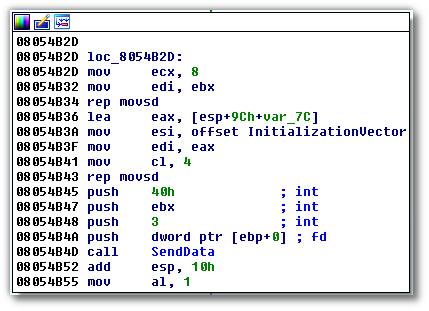 08054B2D
08054B2D loc_8054B2D:
08054B2D mov ecx, 8
08054B32 mov edi, ebx
08054B34 rep movsd
08054B36 lea eax, [esp+9Ch+var_7C]
08054B3A mov esi, offset InitializationVector
08054B3F mov edi, eax
08054B41 mov cl, 4
08054B43 rep movsd
08054B45 push 40h ; int
08054B47 push ebx ; int
08054B48 push 3 ; int
08054B4A push dword ptr [ebp+0] ; fd
08054B4D call SendData
08054B52 add esp, 10h
08054B55 mov al, 1